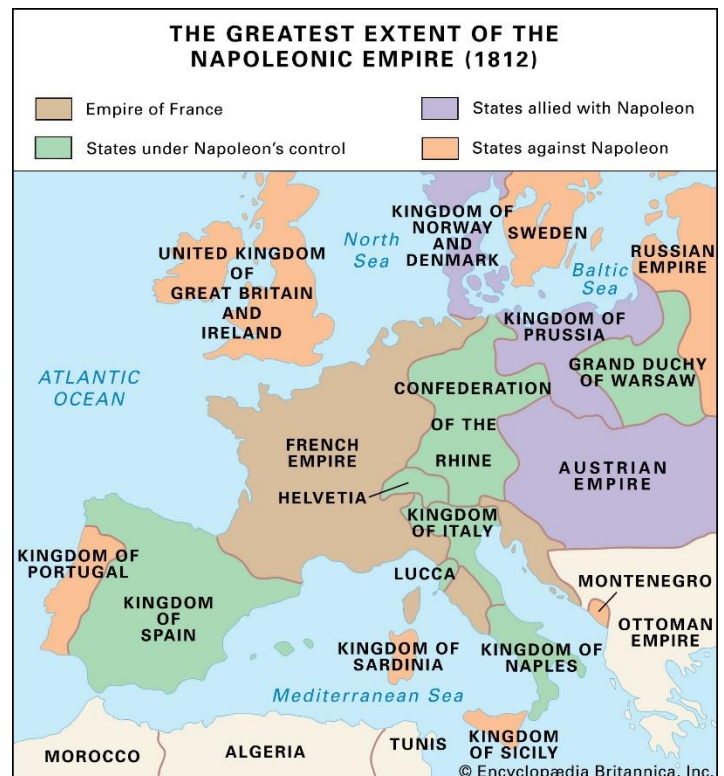 THE GREATEST EXTENT OF THE
NAPOLEONIC EMPIRE (1812)
Empire of France
States allied with Napoleon
States under Napoleon's control
States against Napoleon
KINGDOM OF
NORWAY
AND
DENMARK
SWEDEN
North
Sea
RUSSIAN
EMPIRE
UNITED KINGDOM
OF
GREAT BRITAIN
AND
IRELAND
Baltic
Sea
KINGDOM OF
PRUSSIA
GRAND DUCHY
OF WARSAW
ATLANTIC
OCEAN
CONFEDERATION
OF THE
RHINE
FRENCH
EMPIRE
AUSTRIAN
EMPIRE
HELVETIA
KINGDOM
OF ITALY
KINGDOM OF
PORTUGAL
LUCCA
MONTENEGRO
KINGDOM
OF
SPAIN
OTTOMAN
EMPIRE
KINGDOM OF
SARDINIA
KINGDOM OF
NAPLES
Mediterranean Sea
KINGDOM
OF SICILY
MOROCCO
ALGERIA
TUNIS
© Encyclopædia Britannica, Inc.